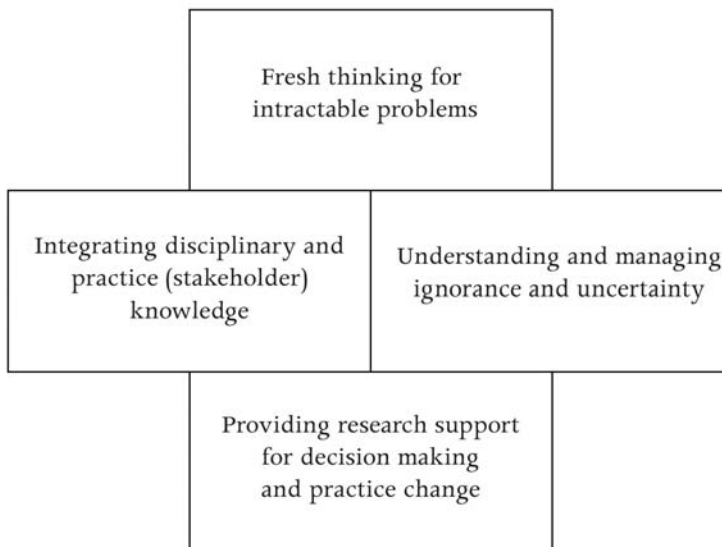 Fresh thinking for
intractable problems
Integrating disciplinary and
practice (stakeholder)
knowledge
Understanding and managing
ignorance and uncertainty
Providing research support
for decision making
and practice change